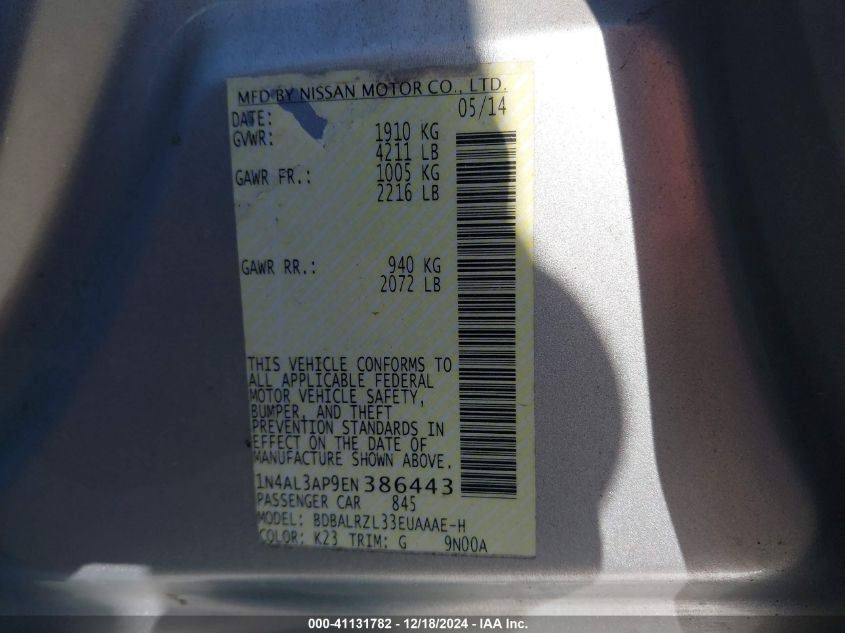 MFD BY NISSAN MOTOR CO., LTD.
DATE: 05/14
GVWR: 1910 KG
4211 LB
GAWR FR.: 1005 KG
2216 LB
GAWR RR.: 940 KG
2072 LB
THIS VEHICLE CONFORMS TO
ALL APPLICABLE FEDERAL
MOTOR VEHICLE SAFETY,
BUMPER, AND THEFT
PREVENTION STANDARDS IN
EFFECT ON THE DATE OF
MANUFACTURE SHOWN ABOVE.
1N4AL3AP9EN386443
PASSENGER CAR 845
MODEL: BDBALRZL33EUAAAE-H
COLOR: K23 TRIM: G 9N00A
000-41131782 - 12/18/2024 - IAA Inc.